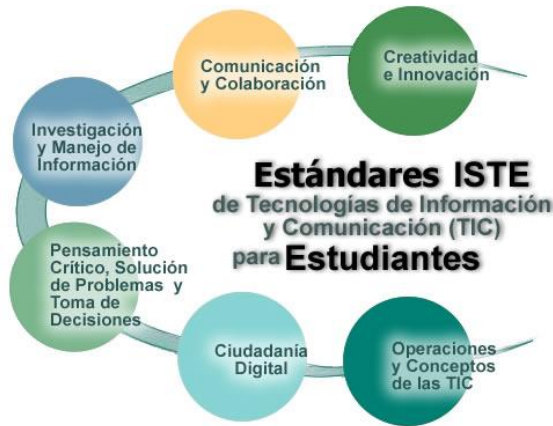 Creatividad
e Innovación
Comunicación
y Colaboración
Investigación
y Manejo de
Información
Estándares ISTE
de Tecnologías de Información
y Comunicación (TIC)
para Estudiantes
Pensamiento
Crítico, Solución
de Problemas y
Toma de
Decisiones
Ciudadanía
Digital
Operaciones
y Conceptos
de las TIC